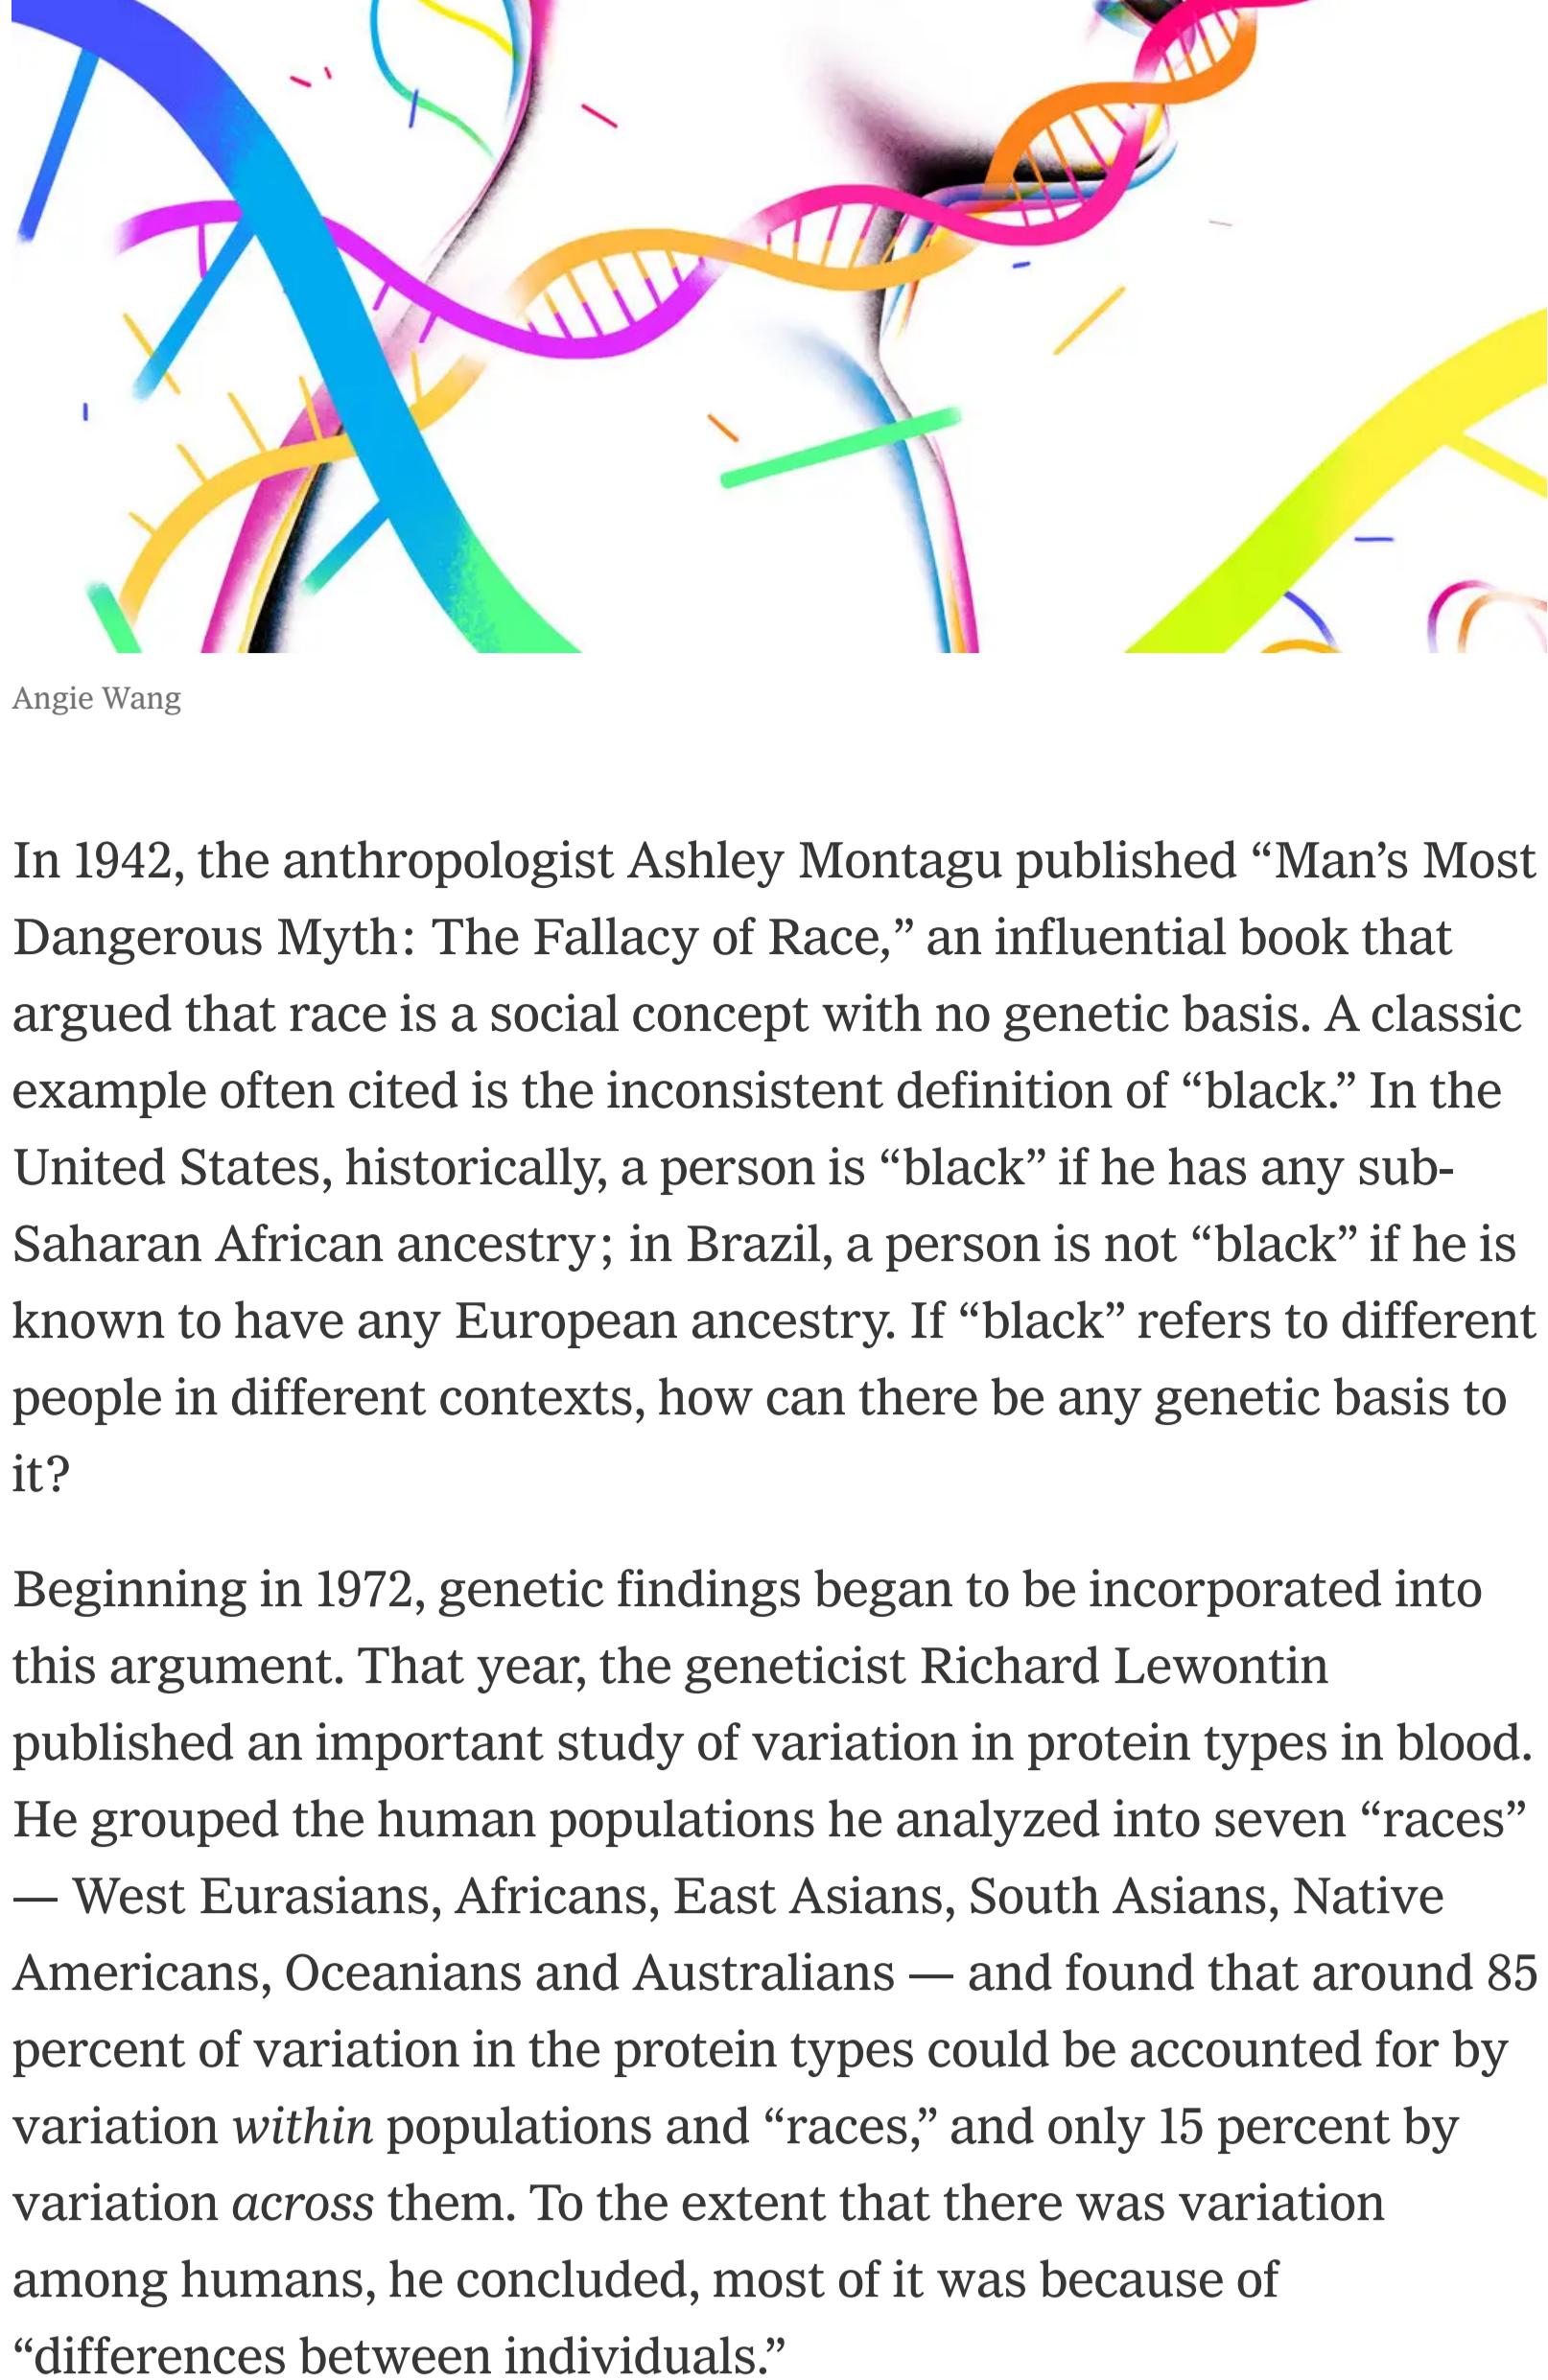 Angie Wang
In 1942, the anthropologist Ashley Montagu published “Man’s Most
Dangerous Myth: The Fallacy of Race,” an influential book that
argued that race is a social concept with no genetic basis. A classic
example often cited is the inconsistent definition of “black.” In the
United States, historically, a person is “black” if he has any sub-
Saharan African ancestry; in Brazil, a person is not “black” if he is
known to have any European ancestry. If “black” refers to different
people in different contexts, how can there be any genetic basis to
it?
Beginning in 1972, genetic findings began to be incorporated into
this argument. That year, the geneticist Richard Lewontin
published an important study of variation in protein types in blood.
He grouped the human populations he analyzed into seven “races”
— West Eurasians, Africans, East Asians, South Asians, Native
Americans, Oceanians and Australians — and found that around 85
percent of variation in the protein types could be accounted for by
variation within populations and “races,” and only 15 percent by
variation across them. To the extent that there was variation
among humans, he concluded, most of it was because of
“differences between individuals.”